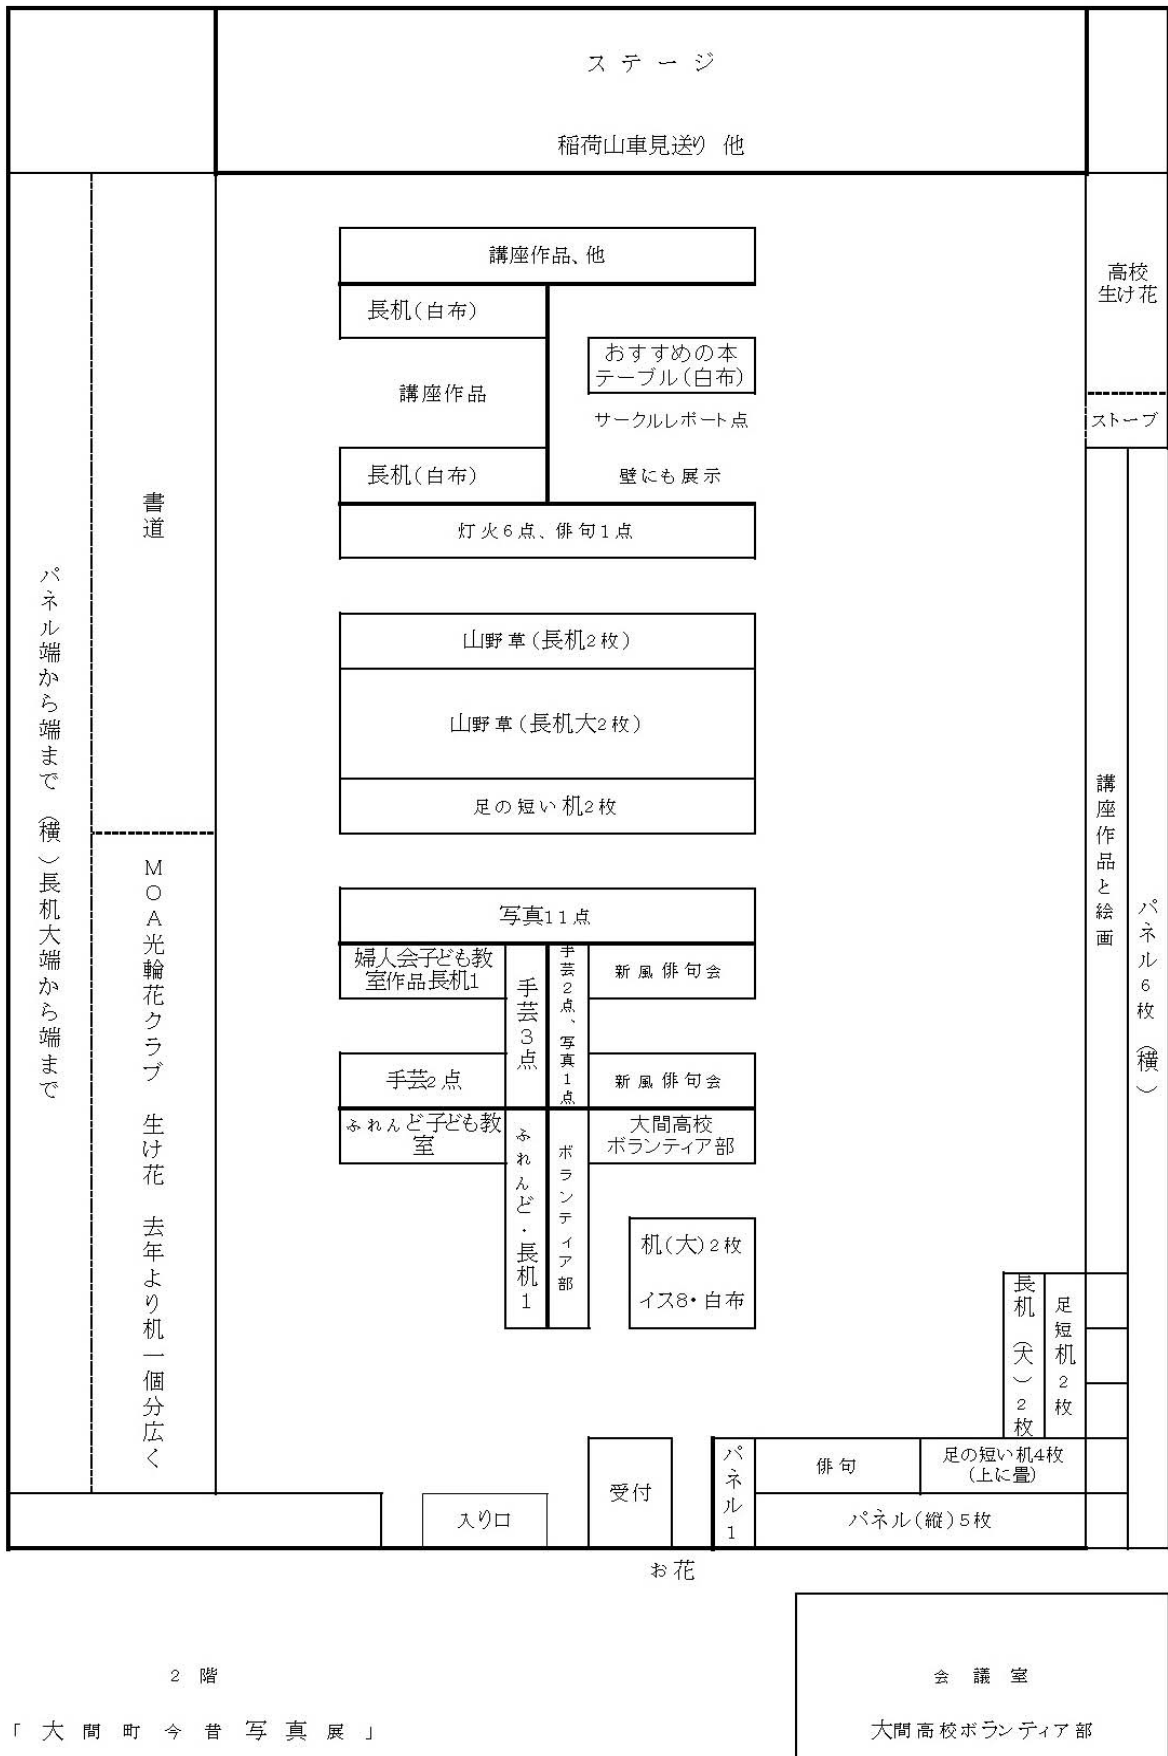 ステージ
稲荷山車見送り 他
講座作品、他
長机(白布)
講座作品
長机(白布)
おすすめの本
テーブル(白布)
サークルレポート点
壁にも展示
灯火6点、俳句1点
高校
生け花
ストーブ
書道
パネル端から端まで(横)長机大端から端まで
MOA光輪花クラブ 生け花 去年より机一個分広く
山野草(長机2枚)
山野草(長机大2枚)
足の短い机2枚
講座作品と絵画
パネル6枚(横)
写真11点
婦人会子ども教
室作品長机1
手芸3点
手芸2点、写真1点
新風俳句会
手芸2点
新風俳句会
ふれんど子ども教
室
ふれんど・長机1
ボランティア部
大間高校
ボランティア部
机(大)2枚
イス8・白布
長机(大)2枚
足短机2枚
入り口
受付
パネル1
俳句
足の短い机4枚
(上に畳)
パネル(縦)5枚
お花
2階
「大間町今昔写真展」
会議室
大間高校ボランティア部